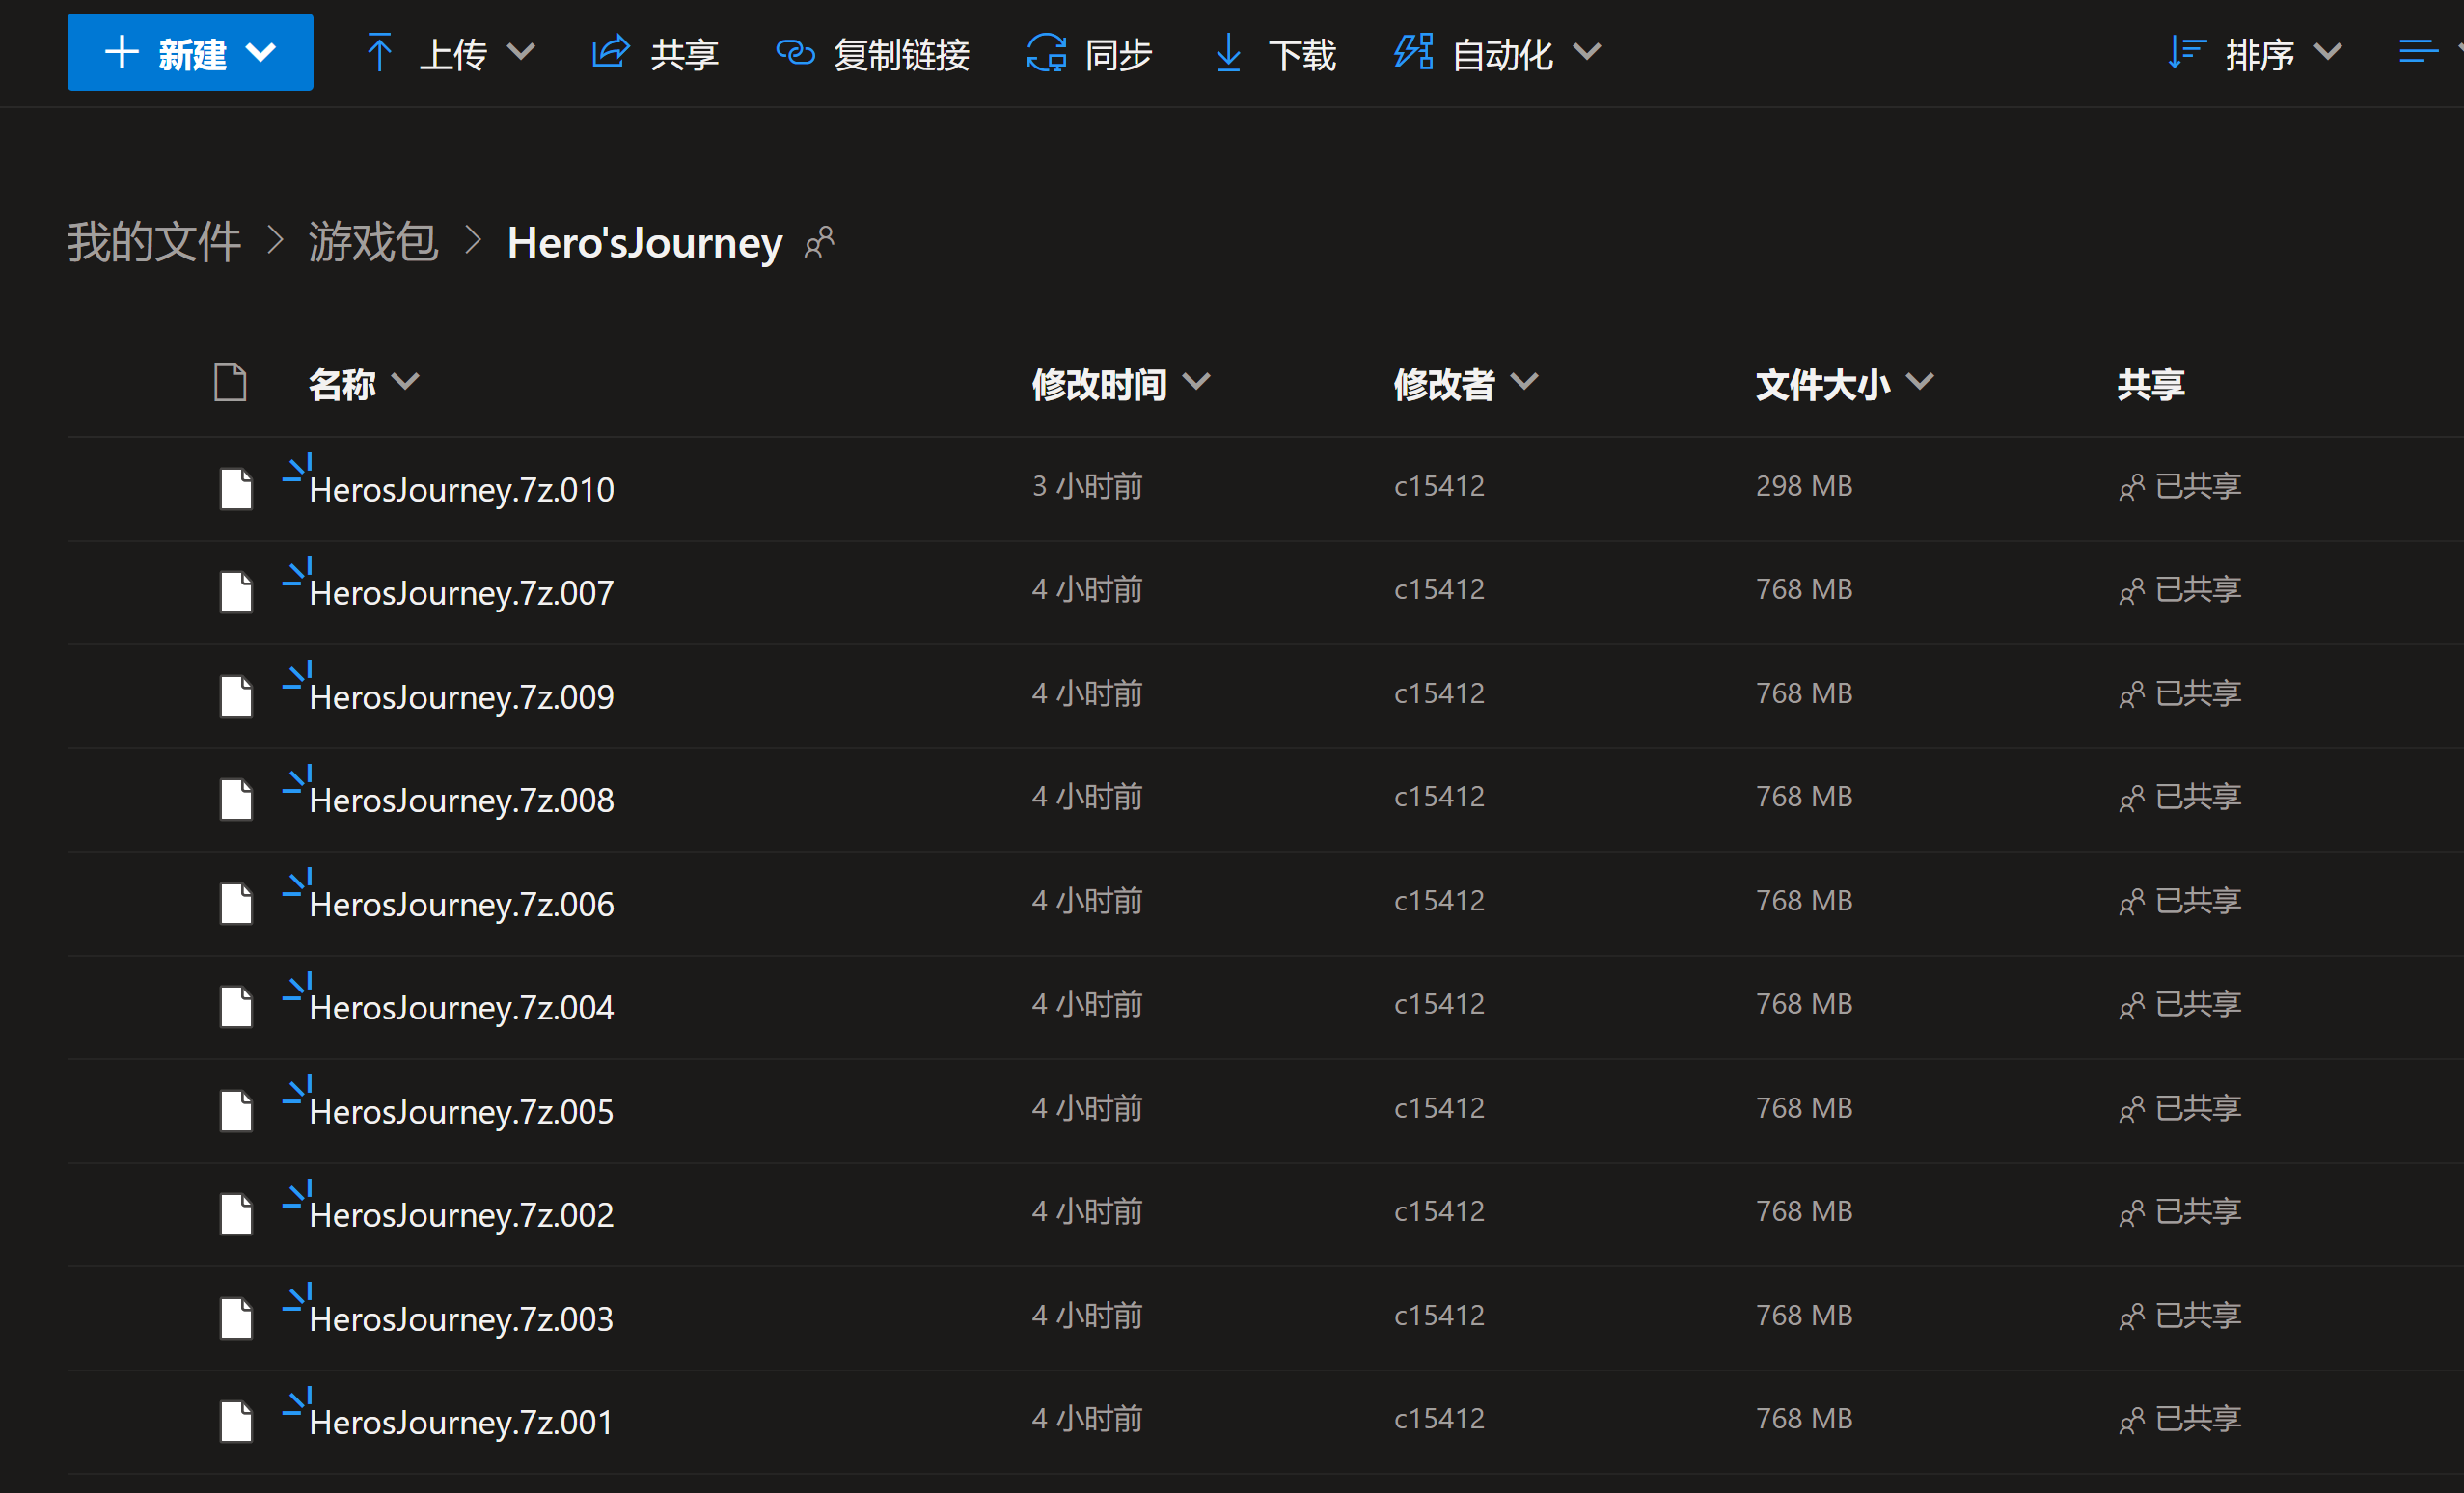 新建 上传 共享 复制链接 同步 下载 自动化 排序
我的文件 > 游戏包 > Hero'sJourney
名称 修改时间 修改者 文件大小 共享
HerosJourney.7z.010 3 小时前 c15412 298 MB 已共享
HerosJourney.7z.007 4 小时前 c15412 768 MB 已共享
HerosJourney.7z.009 4 小时前 c15412 768 MB 已共享
HerosJourney.7z.008 4 小时前 c15412 768 MB 已共享
HerosJourney.7z.006 4 小时前 c15412 768 MB 已共享
HerosJourney.7z.004 4 小时前 c15412 768 MB 已共享
HerosJourney.7z.005 4 小时前 c15412 768 MB 已共享
HerosJourney.7z.002 4 小时前 c15412 768 MB 已共享
HerosJourney.7z.003 4 小时前 c15412 768 MB 已共享
HerosJourney.7z.001 4 小时前 c15412 768 MB 已共享